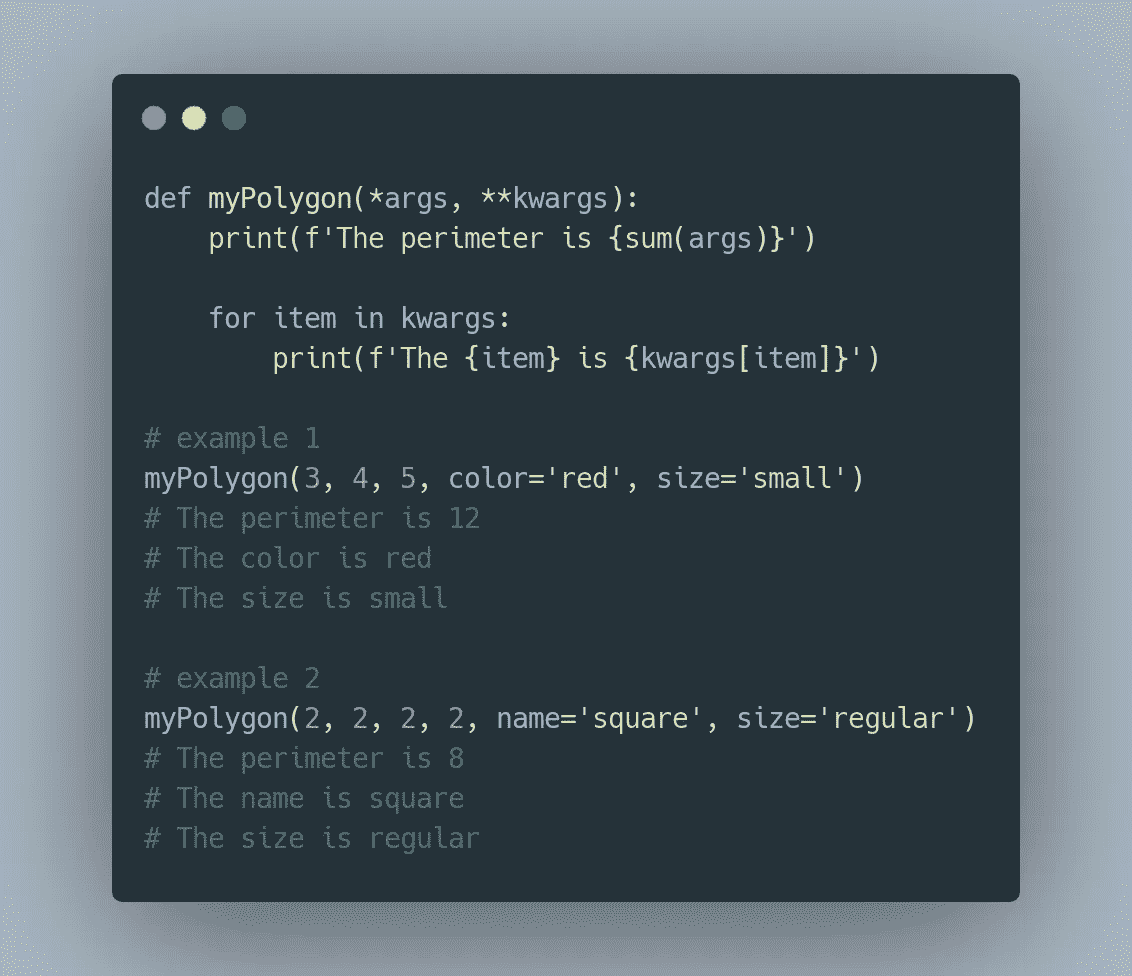 def myPolygon(*args, **kwargs):
    print(f'The perimeter is {sum(args)}')
    for item in kwargs:
        print(f'The {item} is {kwargs[item]}')
# example 1
myPolygon(3, 4, 5, color='red', size='small')
# The perimeter is 12
# The color is red
# The size is small
# example 2
myPolygon(2, 2, 2, 2, name='square', size='regular')
# The perimeter is 8
# The name is square
# The size is regular